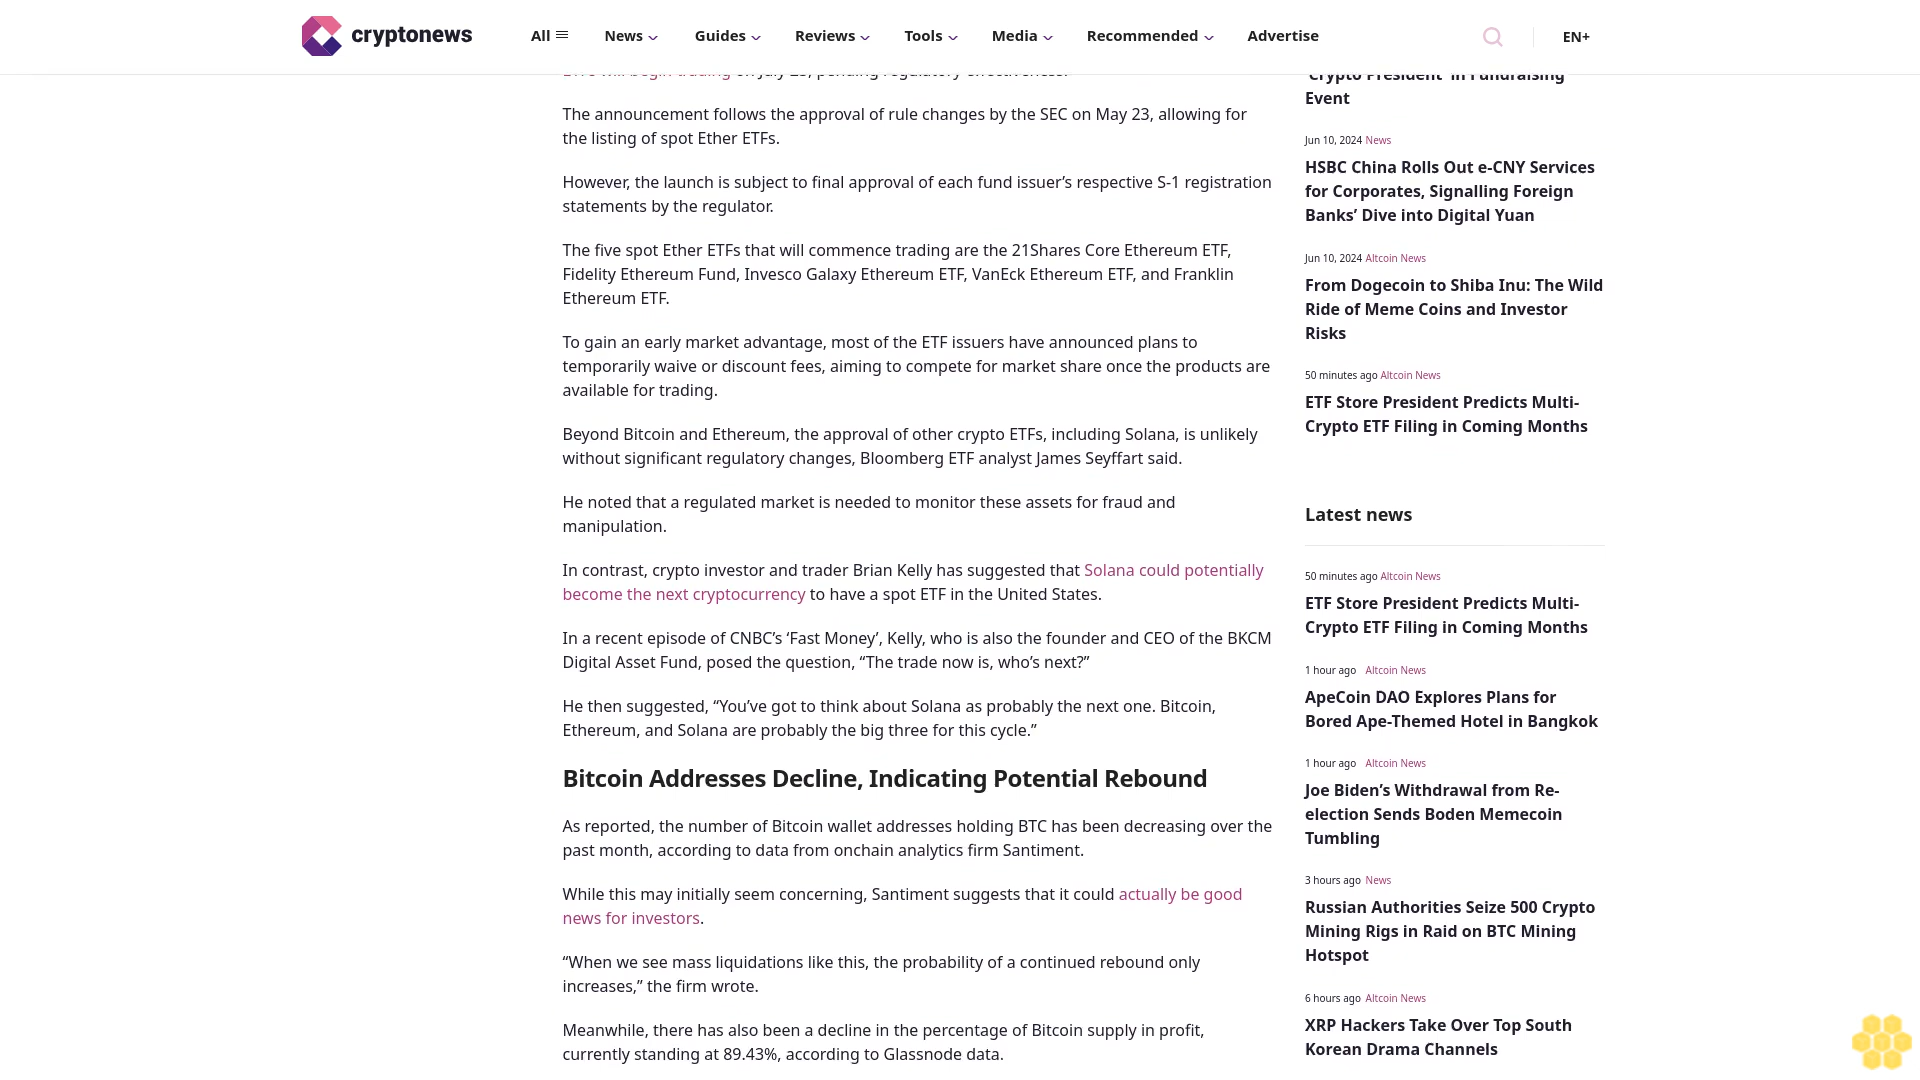 cryptonews
All
News
Guides
Reviews
Tools
Media
Recommended
Advertise
EN+
ETFs will begin trading on July 23, pending regulatory effectiveness.
The announcement follows the approval of rule changes by the SEC on May 23, allowing for
the listing of spot Ether ETFs.
However, the launch is subject to final approval of each fund issuer’s respective S-1 registration
statements by the regulator.
The five spot Ether ETFs that will commence trading are the 21Shares Core Ethereum ETF,
Fidelity Ethereum Fund, Invesco Galaxy Ethereum ETF, VanEck Ethereum ETF, and Franklin
Ethereum ETF.
To gain an early market advantage, most of the ETF issuers have announced plans to
temporarily waive or discount fees, aiming to compete for market share once the products are
available for trading.
Beyond Bitcoin and Ethereum, the approval of other crypto ETFs, including Solana, is unlikely
without significant regulatory changes, Bloomberg ETF analyst James Seyffart said.
He noted that a regulated market is needed to monitor these assets for fraud and
manipulation.
In contrast, crypto investor and trader Brian Kelly has suggested that Solana could potentially
become the next cryptocurrency to have a spot ETF in the United States.
In a recent episode of CNBC’s ‘Fast Money’, Kelly, who is also the founder and CEO of the BKCM
Digital Asset Fund, posed the question, “The trade now is, who’s next?”
He then suggested, “You’ve got to think about Solana as probably the next one. Bitcoin,
Ethereum, and Solana are probably the big three for this cycle.”
Bitcoin Addresses Decline, Indicating Potential Rebound
As reported, the number of Bitcoin wallet addresses holding BTC has been decreasing over the
past month, according to data from onchain analytics firm Santiment.
While this may initially seem concerning, Santiment suggests that it could actually be good
news for investors.
“When we see mass liquidations like this, the probability of a continued rebound only
increases,” the firm wrote.
Meanwhile, there has also been a decline in the percentage of Bitcoin supply in profit,
currently standing at 89.43%, according to Glassnode data.
‘Crypto President’ in Fundraising
Event
Jun 10, 2024 News
HSBC China Rolls Out e-CNY Services
for Corporates, Signalling Foreign
Banks’ Dive into Digital Yuan
Jun 10, 2024 Altcoin News
From Dogecoin to Shiba Inu: The Wild
Ride of Meme Coins and Investor
Risks
50 minutes ago Altcoin News
ETF Store President Predicts Multi-
Crypto ETF Filing in Coming Months
Latest news
50 minutes ago Altcoin News
ETF Store President Predicts Multi-
Crypto ETF Filing in Coming Months
1 hour ago Altcoin News
ApeCoin DAO Explores Plans for
Bored Ape-Themed Hotel in Bangkok
1 hour ago Altcoin News
Joe Biden’s Withdrawal from Re-
election Sends Boden Memecoin
Tumbling
3 hours ago News
Russian Authorities Seize 500 Crypto
Mining Rigs in Raid on BTC Mining
Hotspot
6 hours ago Altcoin News
XRP Hackers Take Over Top South
Korean Drama Channels